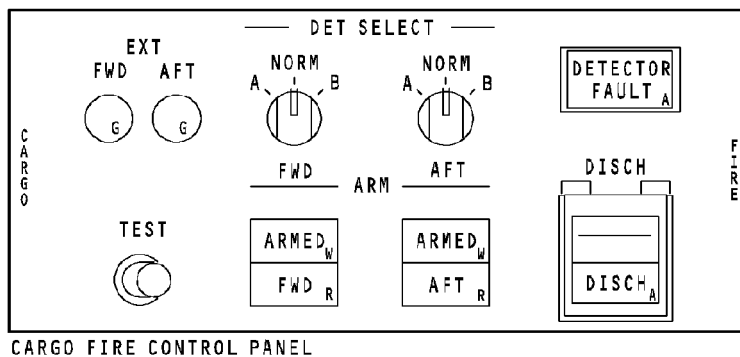 DET SELECT
EXT
FWD AFT
NORM
A B
NORM
A B
G G
DETECTOR
FAULT A
CARGO
FIRE
FWD ARM AFT
DISCH
TEST
ARMED W
FWD R
ARMED W
AFT R
DISCH A
CARGO FIRE CONTROL PANEL